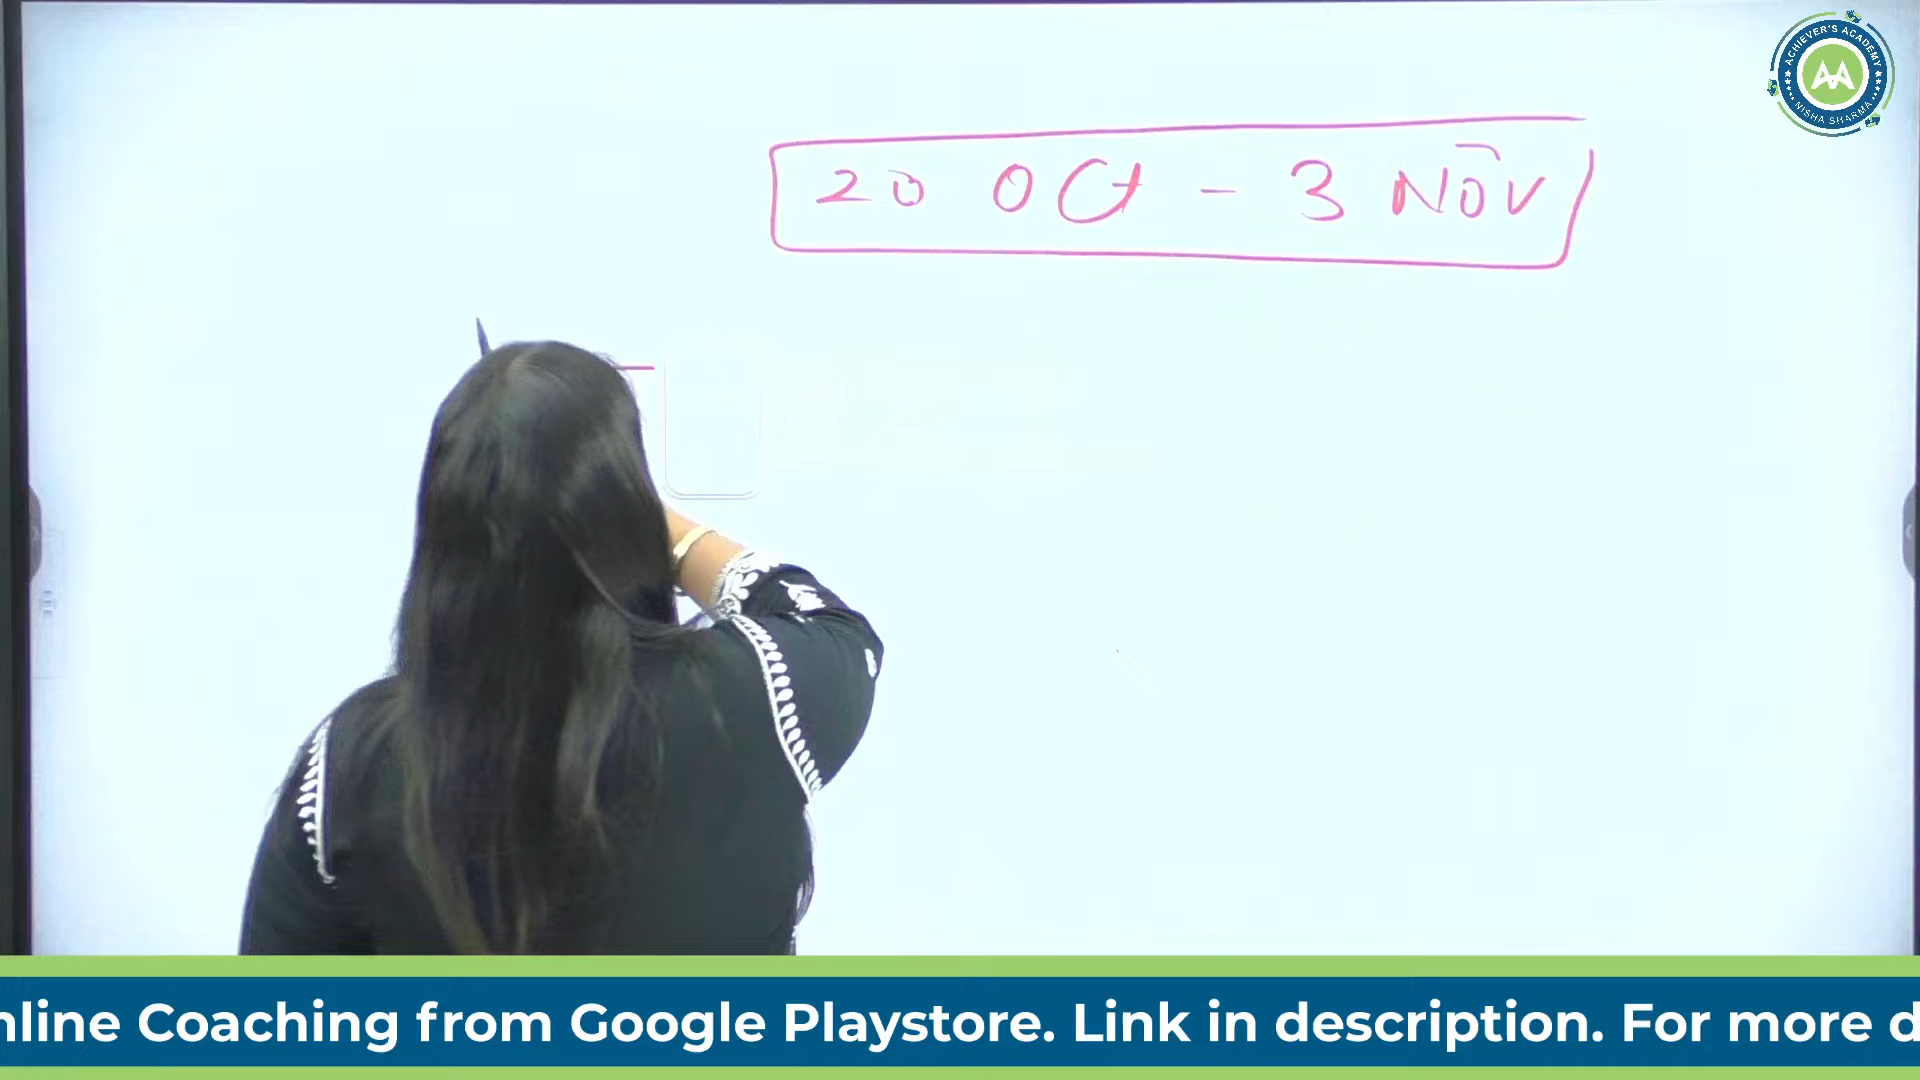 ACHIEVER'S ACADEMY
AA
NISHA SHARMA
20 Oct - 3 NOV
nline Coaching from Google Playstore. Link in description. For more d